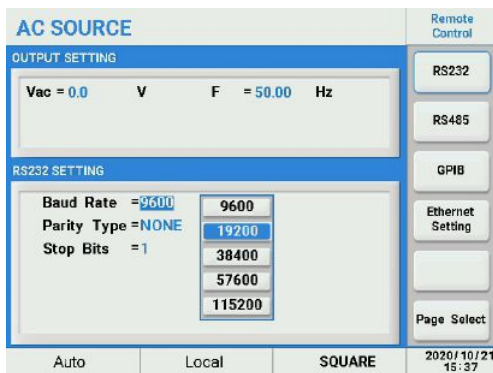 AC SOURCE
Remote
Control
OUTPUT SETTING
Vac = 0.0 V F = 50.00 Hz
RS232
RS485
GPIB
Ethernet
Setting
Page Select
RS232 SETTING
Baud Rate =9600
Parity Type =NONE
Stop Bits =1
9600
19200
38400
57600
115200
Auto Local SQUARE
2020/10/21
15:37